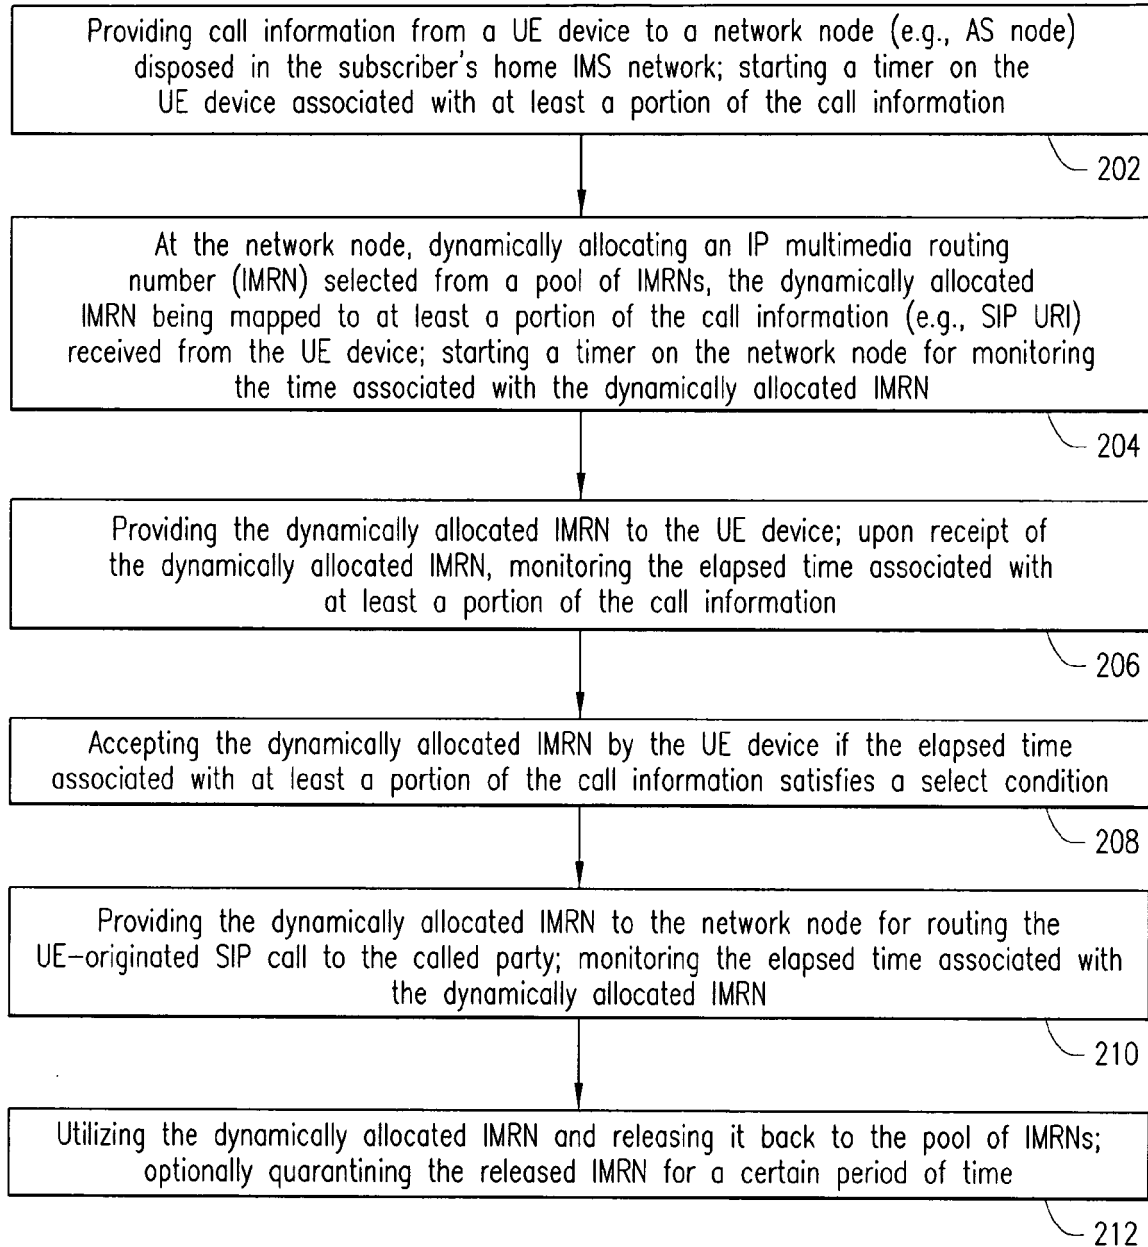 Providing call information from a UE device to a network node (e.g., AS node)
disposed in the subscriber's home IMS network; starting a timer on the
UE device associated with at least a portion of the call information
202
At the network node, dynamically allocating an IP multimedia routing
number (IMRN) selected from a pool of IMRNs, the dynamically allocated
IMRN being mapped to at least a portion of the call information (e.g., SIP URI)
received from the UE device; starting a timer on the network node for monitoring
the time associated with the dynamically allocated IMRN
204
Providing the dynamically allocated IMRN to the UE device; upon receipt of
the dynamically allocated IMRN, monitoring the elapsed time associated with
at least a portion of the call information
206
Accepting the dynamically allocated IMRN by the UE device if the elapsed time
associated with at least a portion of the call information satisfies a select condition
208
Providing the dynamically allocated IMRN to the network node for routing the
UE-originated SIP call to the called party; monitoring the elapsed time associated with
the dynamically allocated IMRN
210
Utilizing the dynamically allocated IMRN and releasing it back to the pool of IMRNs;
optionally quarantining the released IMRN for a certain period of time
212